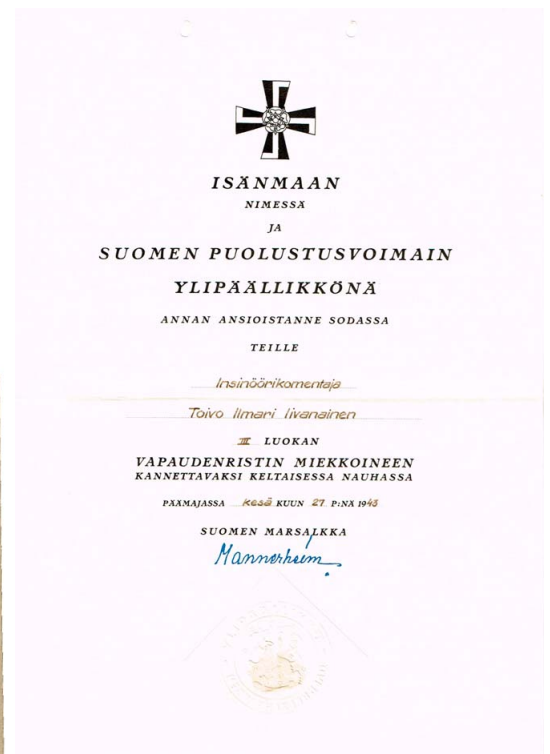 ISÄNMAAN
NIMESSÄ
JA
SUOMEN PUOLUSTUSVOIMAIN
YLIPÄÄLLIKKÖNÄ
ANNAN ANSIOISTANNE SODASSA
TEILLE
Insinöörikomentaja
Toivo Ilmari Iivanainen
III LUOKAN
VAPAUDENRISTIN MIEKKOINEEN
KANNETTAVAKSI KELTAISESSA NAUHASSA
PÄÄMAJASSA kesä KUUN 27 P:NÄ 1943
SUOMEN MARSALKKA
Mannerheim